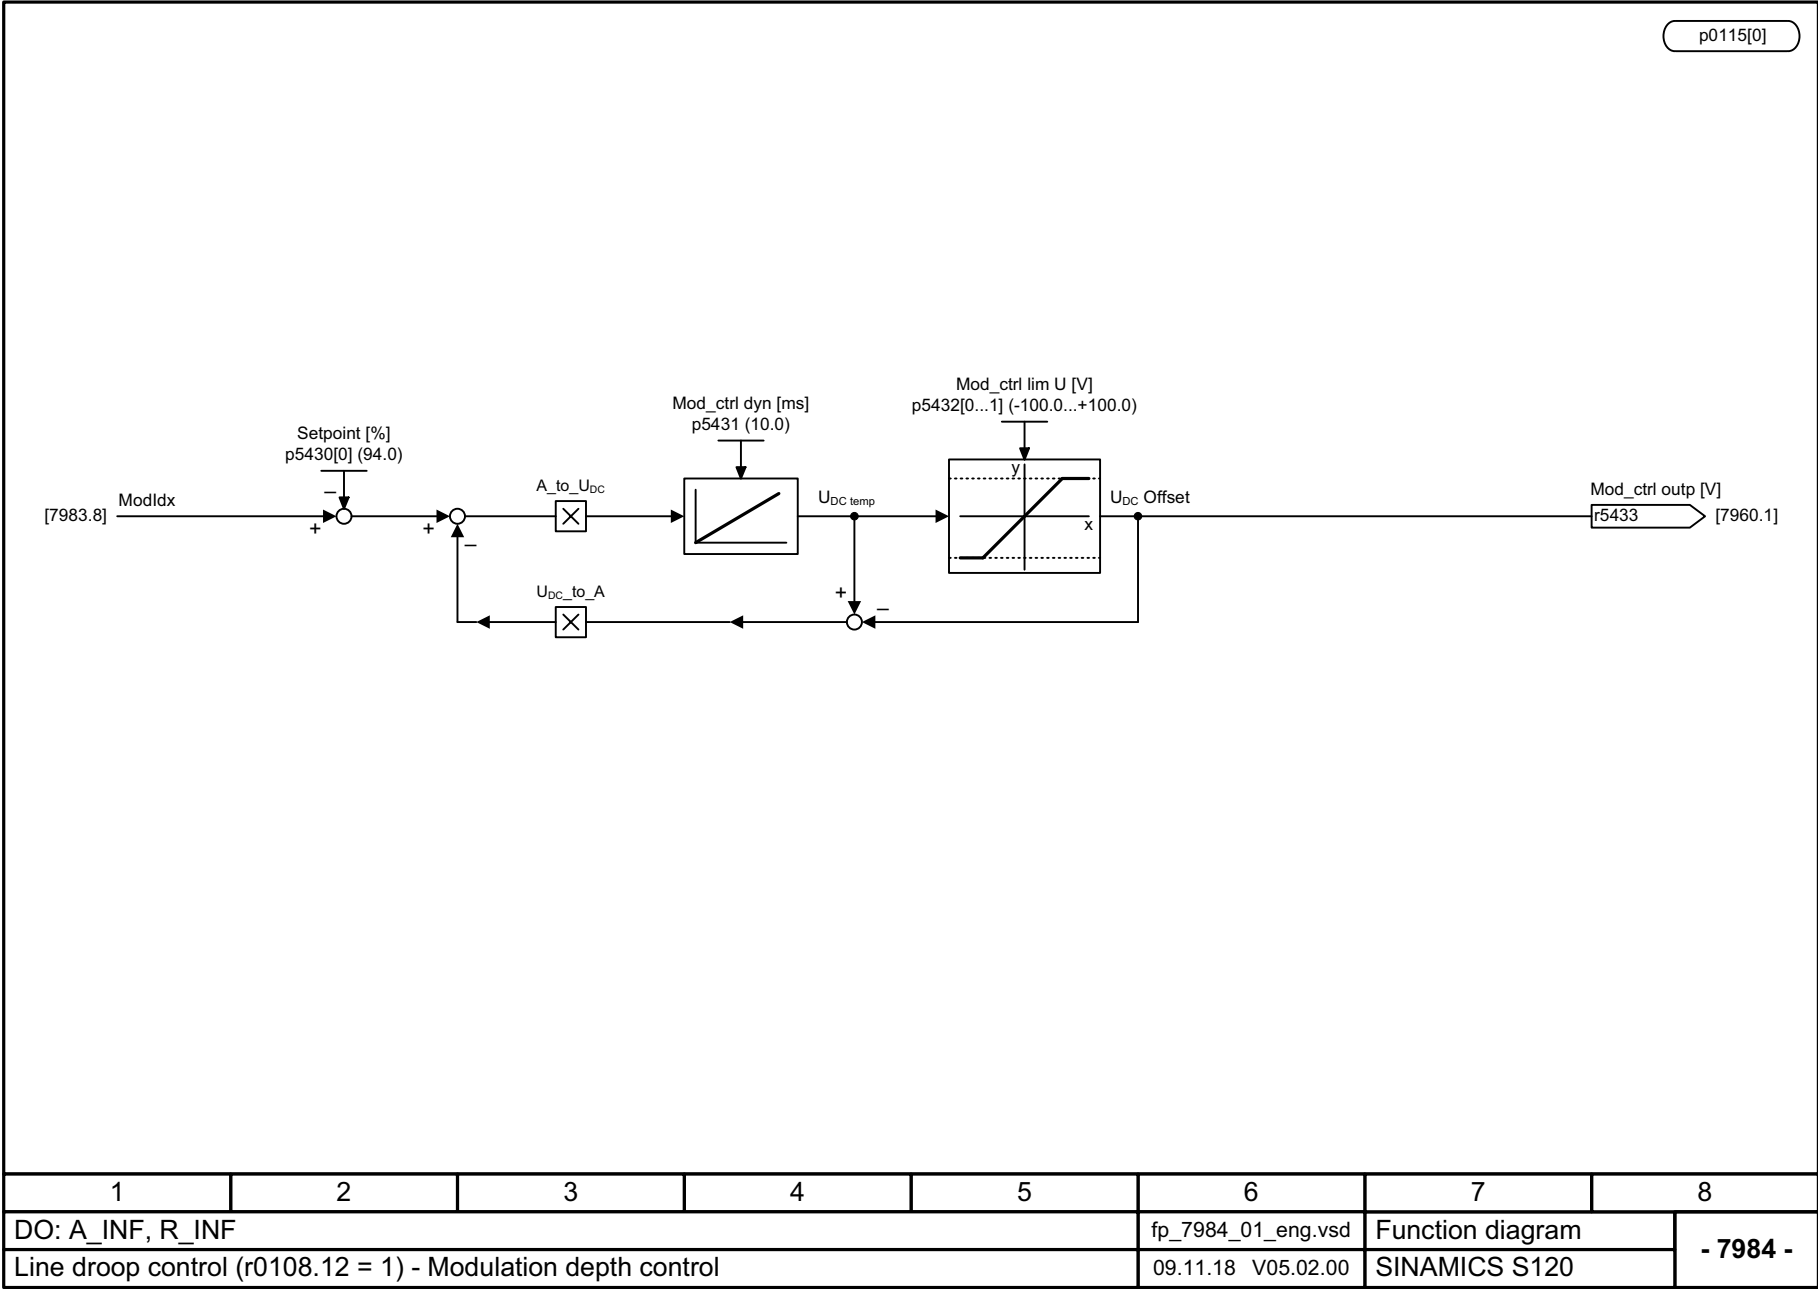 p0115[0]
Mod_ctrl lim U [V]
p5432[0...1] (-100.0...+100.0)
Mod_ctrl dyn [ms]
p5431 (10.0)
Setpoint [%]
p5430[0] (94.0)
–
[7983.8]
ModIdx
+
+
–
A_to_UDC
UDC temp
y
x
UDC Offset
Mod_ctrl outp [V]
r5433
[7960.1]
UDC_to_A
+
–
1 2 3 4 5 6 7 8
DO: A_INF, R_INF
fp_7984_01_eng.vsd
Function diagram
- 7984 -
Line droop control (r0108.12 = 1) - Modulation depth control
09.11.18 V05.02.00
SINAMICS S120